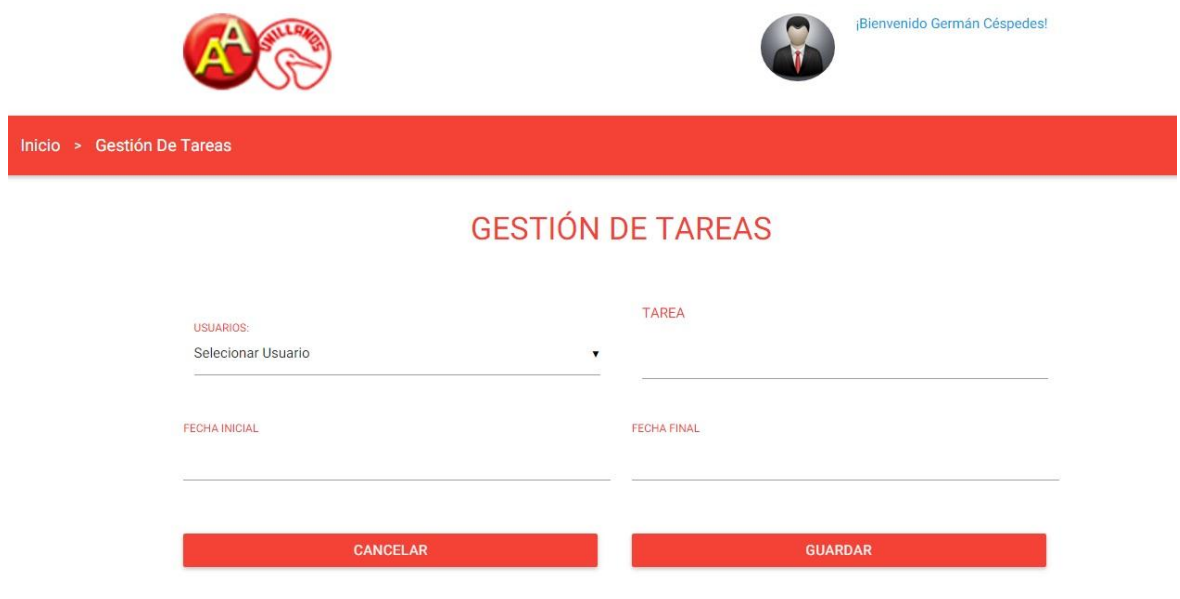 AAA UNILLANOS
¡Bienvenido Germán Céspedes!
Inicio > Gestión De Tareas
GESTIÓN DE TAREAS
USUARIOS:
Selecionar Usuario
TAREA
FECHA INICIAL
FECHA FINAL
CANCELAR
GUARDAR